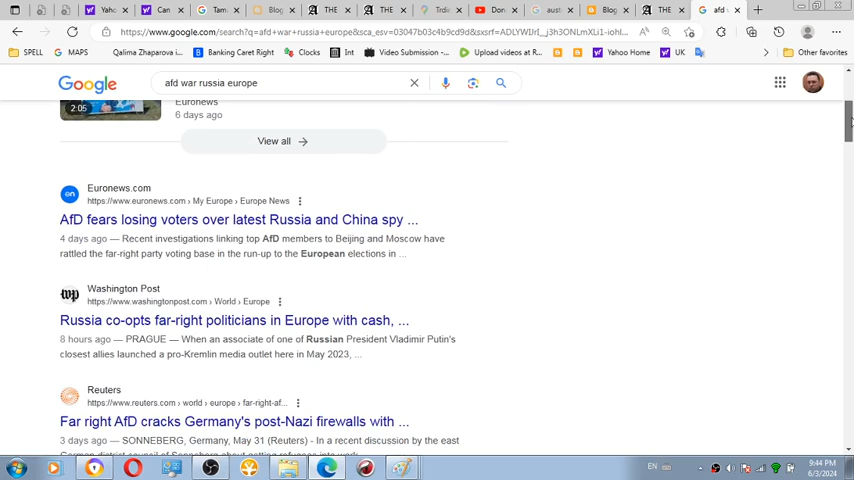 Yaho
Can
Tam
Blog
THE
THE
Trdi
Don
aust
Blog
THE
afd v
https://www.google.com/search?q=afd+war+russia+europe&sca_esv=03047b03c4b9cd9d&sxsrf=
SPELL
MAPS
Qalima Zhaparova i...
Banking Caret Right
Clocks
Int
Video Submission -...
Upload videos at R...
Yahoo Home
UK
Other favorites
Google
afd war russia europe
2:05
Euronews
6 days ago
View all
Euronews.com
https://www.euronews.com › My Europe › Europe News
AfD fears losing voters over latest Russia and China spy ...
4 days ago — Recent investigations linking top AfD members to Beijing and Moscow have
rattled the far-right party voting base in the run-up to the European elections in ...
wp
Washington Post
https://www.washingtonpost.com › World › Europe
Russia co-opts far-right politicians in Europe with cash, ...
8 hours ago — PRAGUE — When an associate of one of Russian President Vladimir Putin's
closest allies launched a pro-Kremlin media outlet here in May 2023, ...
Reuters
https://www.reuters.com › world › europe › far-right-af...
Far right AfD cracks Germany's post-Nazi firewalls with ...
3 days ago — SONNEBERG, Germany, May 31 (Reuters) - In a recent discussion by the east
German district council of Sonneberg about getting refugees into work
EN
9:44 PM
6/3/2024